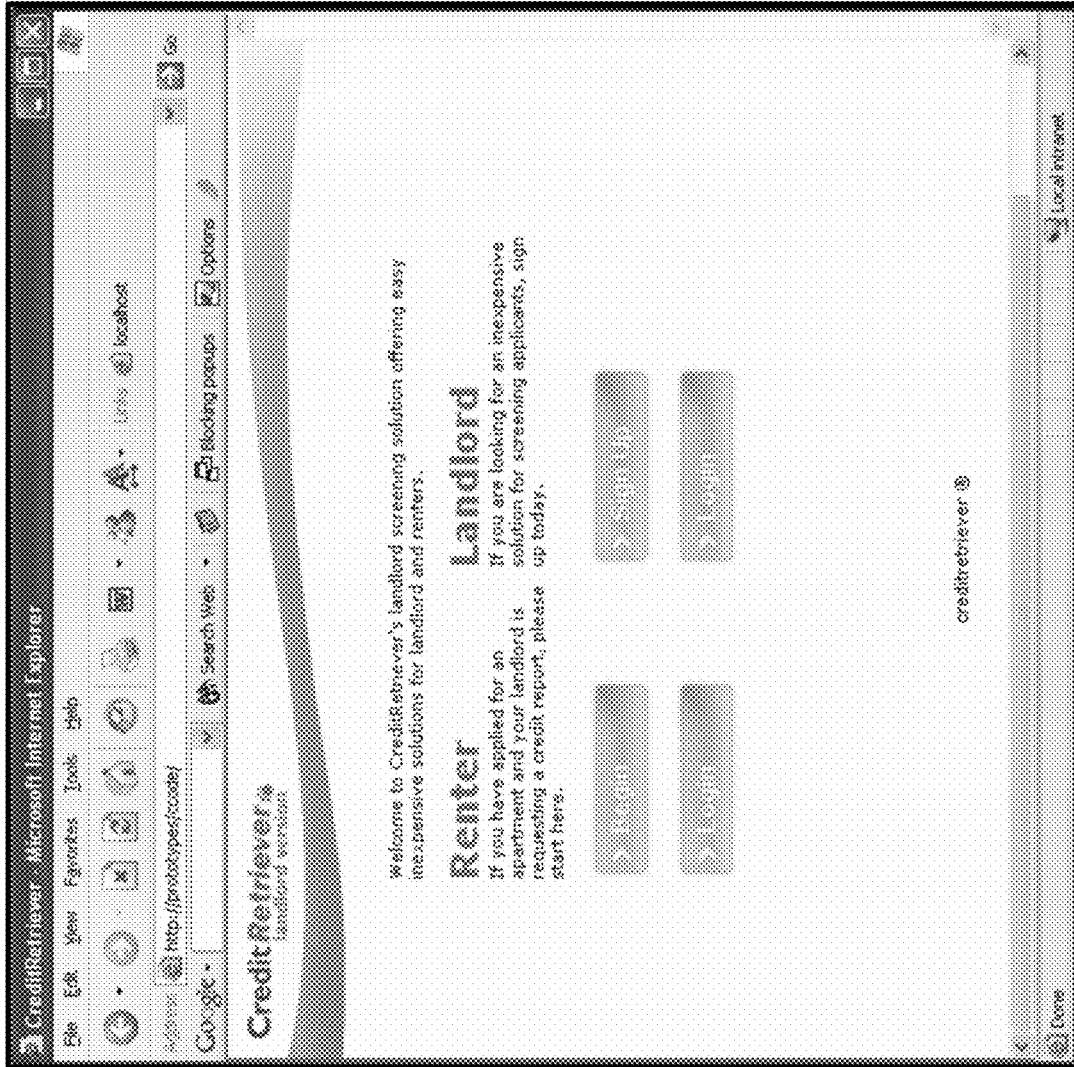 CreditRetriever - Microsoft Internet Explorer
File Edit View Favorites Tools Help
Links localhost
Address http://prototypes/ccode/ Go
Google Search Web Blocking popups Options
CreditRetriever
landlord version
Welcome to CreditRetriever's landlord screening solution offering easy
inexpensive solutions for landlord and renters.
Renter
If you have applied for an
apartment and your landlord is
requesting a credit report, please
start here.
Landlord
If you are looking for an inexpensive
solution for screening applicants, sign
up today.
creditretriever ®
Done
Local intranet